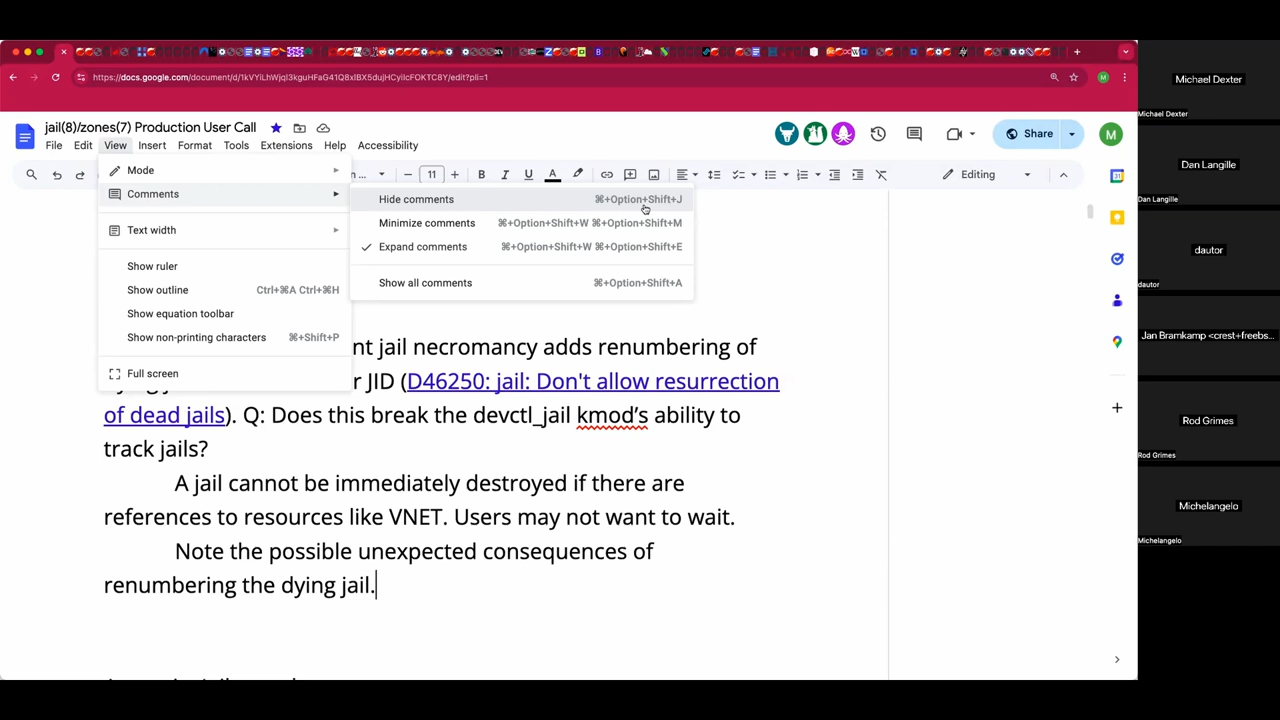 https://docs.google.com/document/d/1kVYiLhWjqI3kguHFaG41Q8xIBX5dujHCyiIcFOKTC8Y/edit?pli=1
jail(8)/zones(7) Production User Call
File Edit View Insert Format Tools Extensions Help Accessibility
Share
M
11
Editing
Mode
Comments
Text width
Show ruler
Show outline Ctrl+⌘A Ctrl+⌘H
Show equation toolbar
Show non-printing characters ⌘+Shift+P
Full screen
Hide comments ⌘+Option+Shift+J
Minimize comments ⌘+Option+Shift+W ⌘+Option+Shift+M
Expand comments ⌘+Option+Shift+W ⌘+Option+Shift+E
Show all comments ⌘+Option+Shift+A
nt jail necromancy adds renumbering of
r JID (D46250: jail: Don't allow resurrection
of dead jails). Q: Does this break the devctl_jail kmod's ability to
track jails?
A jail cannot be immediately destroyed if there are
references to resources like VNET. Users may not want to wait.
Note the possible unexpected consequences of
renumbering the dying jail.
Michael Dexter
Michael Dexter
Dan Langille
Dan Langille
dautor
dautor
Jan Bramkamp <crest+freebs...
Rod Grimes
Rod Grimes
Michelangelo
Michelangelo